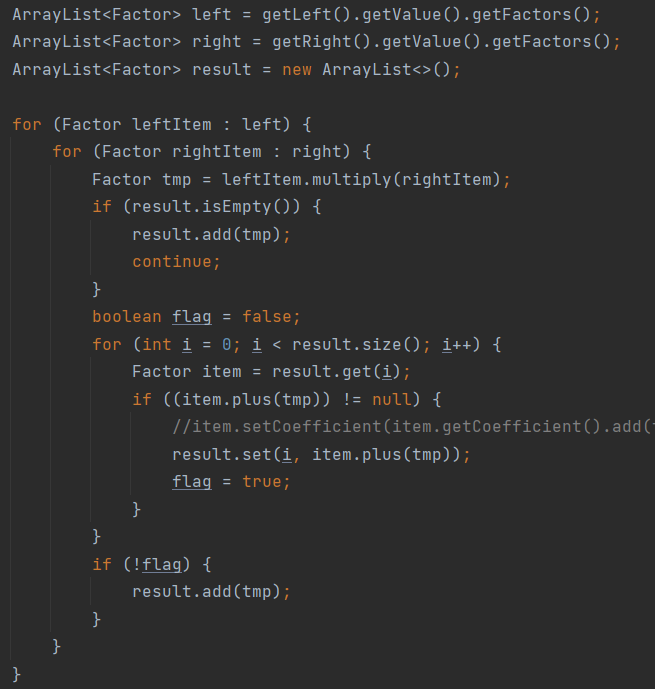 ArrayList<Factor> left = getLeft().getValue().getFactors();
ArrayList<Factor> right = getRight().getValue().getFactors();
ArrayList<Factor> result = new ArrayList<>();
for (Factor leftItem : left) {
for (Factor rightItem : right) {
Factor tmp = leftItem.multiply(rightItem);
if (result.isEmpty()) {
result.add(tmp);
continue;
}
boolean flag = false;
for (int i = 0; i < result.size(); i++) {
Factor item = result.get(i);
if ((item.plus(tmp)) != null) {
//item.setCoefficient(item.getCoefficient().add(
result.set(i, item.plus(tmp));
flag = true;
}
}
if (!flag) {
result.add(tmp);
}
}
}